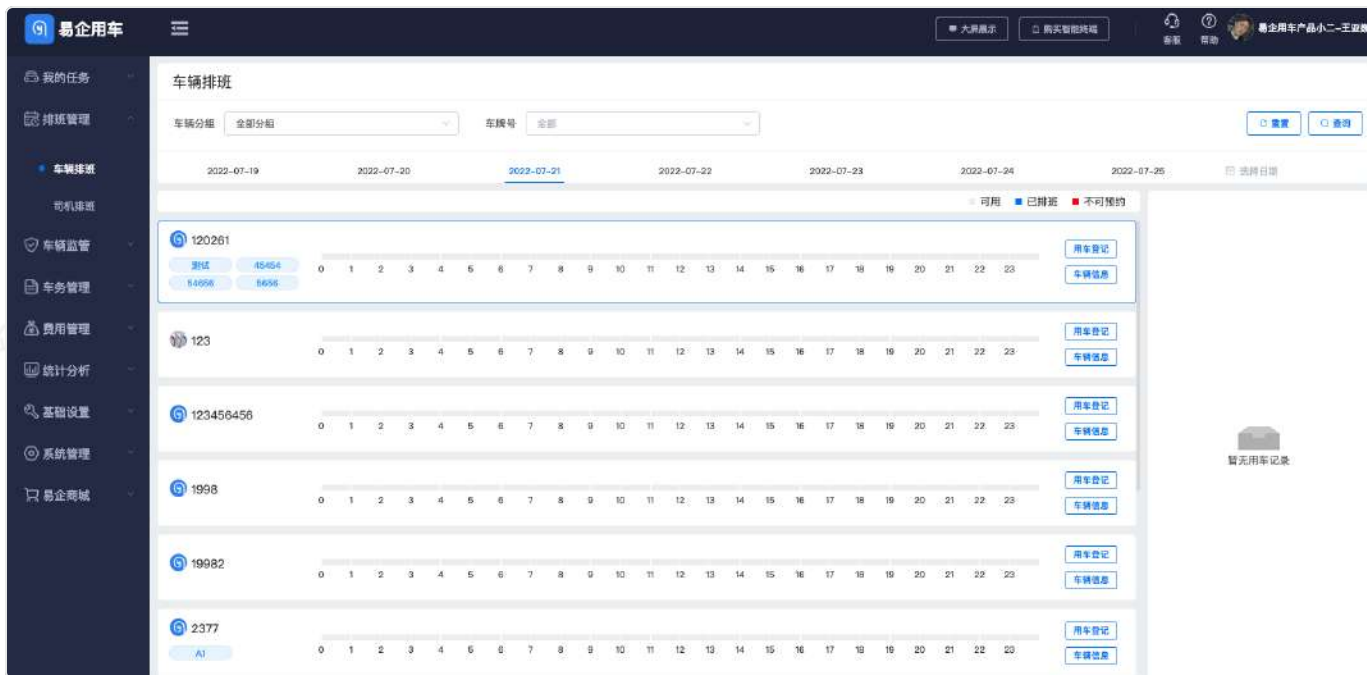 易企用车
大屏展示 购买智能终端 客服 帮助 易企用车产品小二-王亚
我的任务
排班管理
车辆排班
司机排班
车辆监管
车务管理
费用管理
统计分析
基础设置
系统管理
易企商城
车辆排班
车辆分组 全部分组 车牌号 全部 重置 查询
2022-07-19 2022-07-20 2022-07-21 2022-07-22 2022-07-23 2022-07-24 2022-07-25 选择日期
可用 已排班 不可预约
120261 用车登记
测试 45454 0 1 2 3 4 5 6 7 8 9 10 11 12 13 14 15 16 17 18 19 20 21 22 23 车辆信息
54656 5656
123 用车登记
0 1 2 3 4 5 6 7 8 9 10 11 12 13 14 15 16 17 18 19 20 21 22 23 车辆信息
123456456 用车登记
0 1 2 3 4 5 6 7 8 9 10 11 12 13 14 15 16 17 18 19 20 21 22 23 车辆信息
暂无用车记录
1998 用车登记
0 1 2 3 4 5 6 7 8 9 10 11 12 13 14 15 16 17 18 19 20 21 22 23 车辆信息
19982 用车登记
0 1 2 3 4 5 6 7 8 9 10 11 12 13 14 15 16 17 18 19 20 21 22 23 车辆信息
2377 用车登记
AI 0 1 2 3 4 5 6 7 8 9 10 11 12 13 14 15 16 17 18 19 20 21 22 23 车辆信息